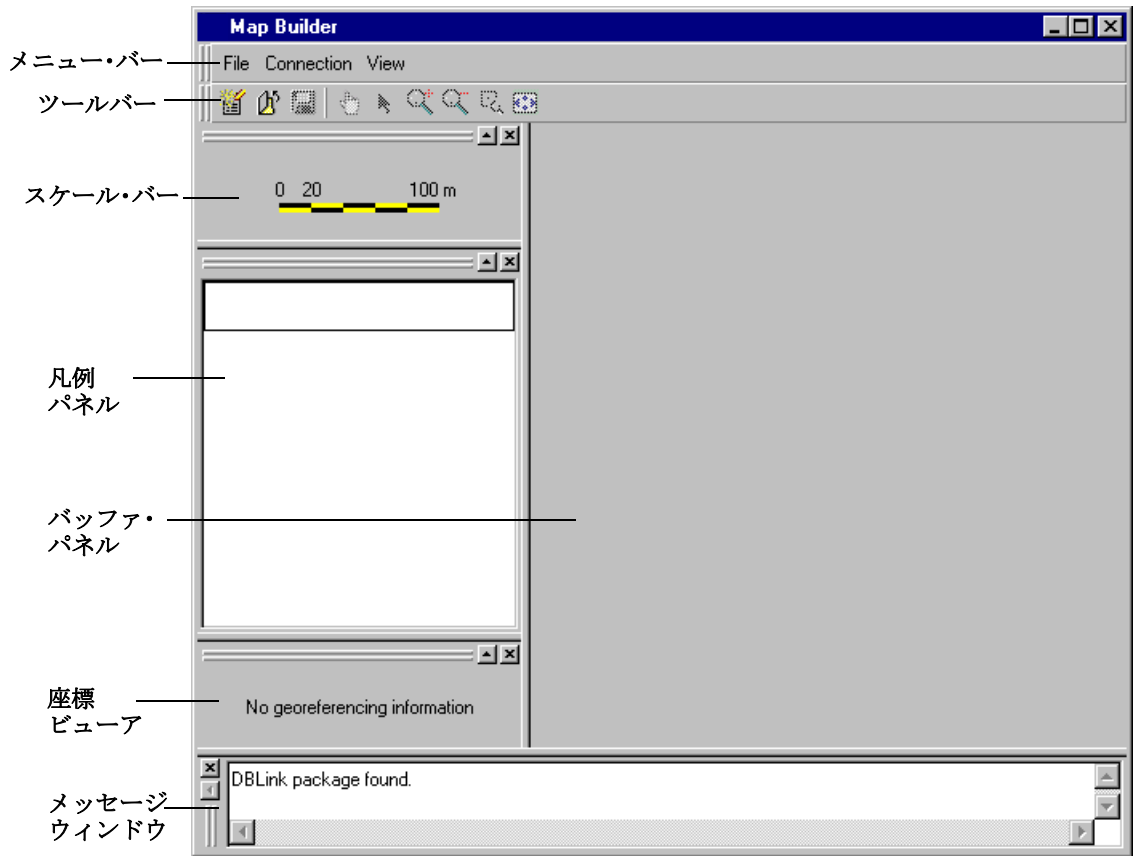 Map Builder
メニュー・バー
File Connection View
ツールバー
スケール・バー
0 20 100 m
凡例
パネル
バッファ・
パネル
座標
ビューア
No georeferencing information
DBLink package found.
メッセージ
ウィンドウ